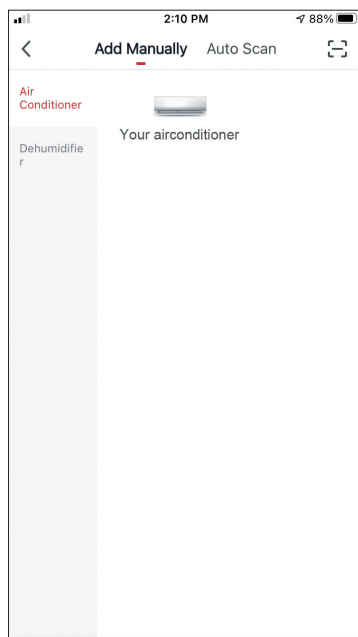 2:10 PM
88%
Add Manually
Auto Scan
Air
Conditioner
Your airconditioner
Dehumidifie
r